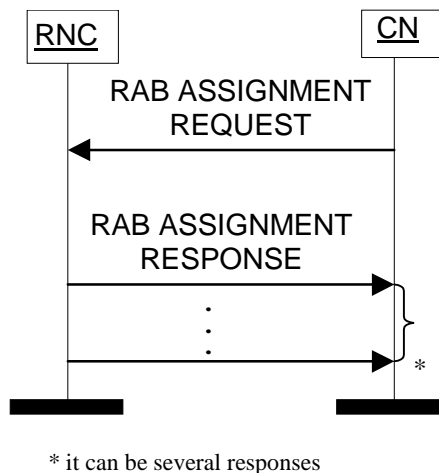 RNC
CN
RAB ASSIGNMENT
REQUEST
RAB ASSIGNMENT
RESPONSE
*
* it can be several responses